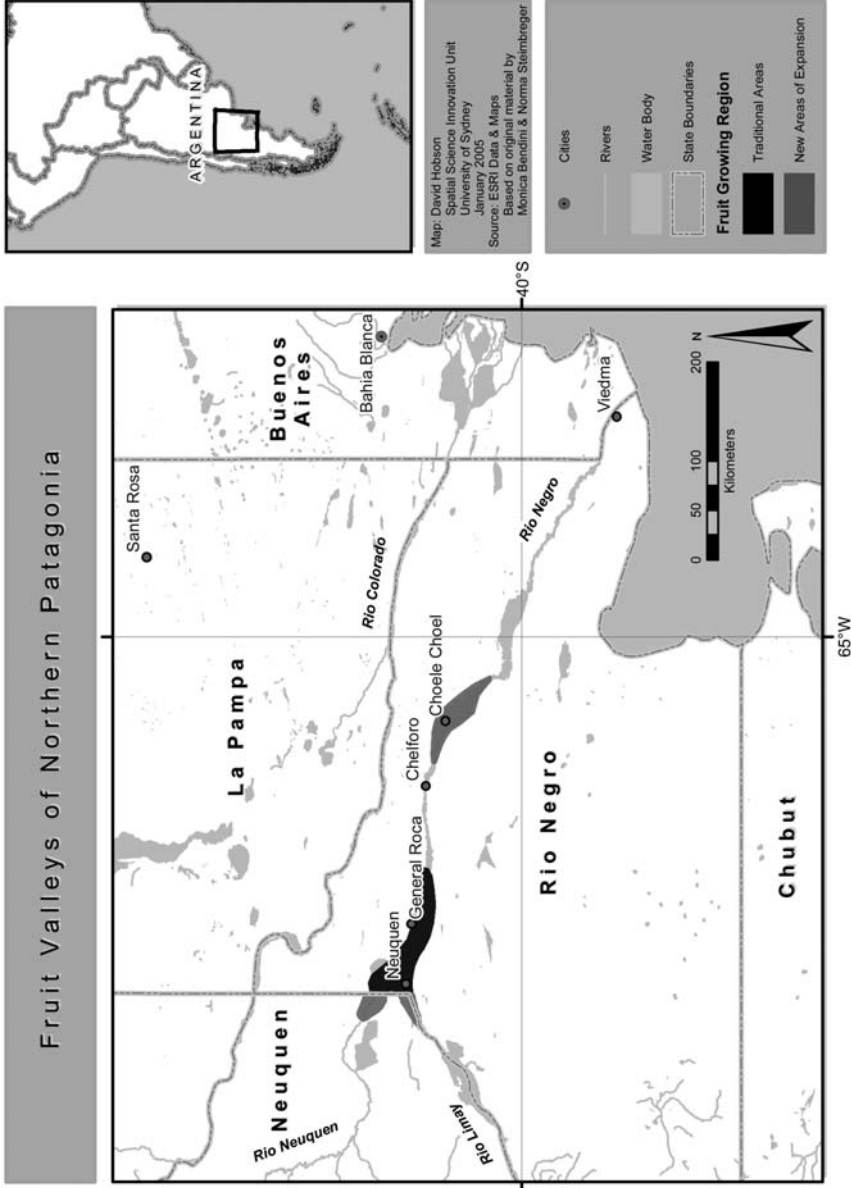 Fruit Valleys of Northern Patagonia
Santa Rosa
La Pampa
Buenos
Aires
Bahia Blanca
Rio Colorado
Neuquen
Rio Neuquen
Neuquen
General Roca
Chelforo
Choele Choel
Rio Negro
Rio Limay
40°S
Viedma
Rio Negro
Chubut
65°W
0 50 100 200
Kilometers
N
ARGENTINA
Map: David Hobson
Spatial Science Innovation Unit
University of Sydney
January 2005
Source: ESRI Data & Maps
Based on original material by
Monica Bendini & Norma Steimbreger
Cities
Rivers
Water Body
State Boundaries
Fruit Growing Region
Traditional Areas
New Areas of Expansion